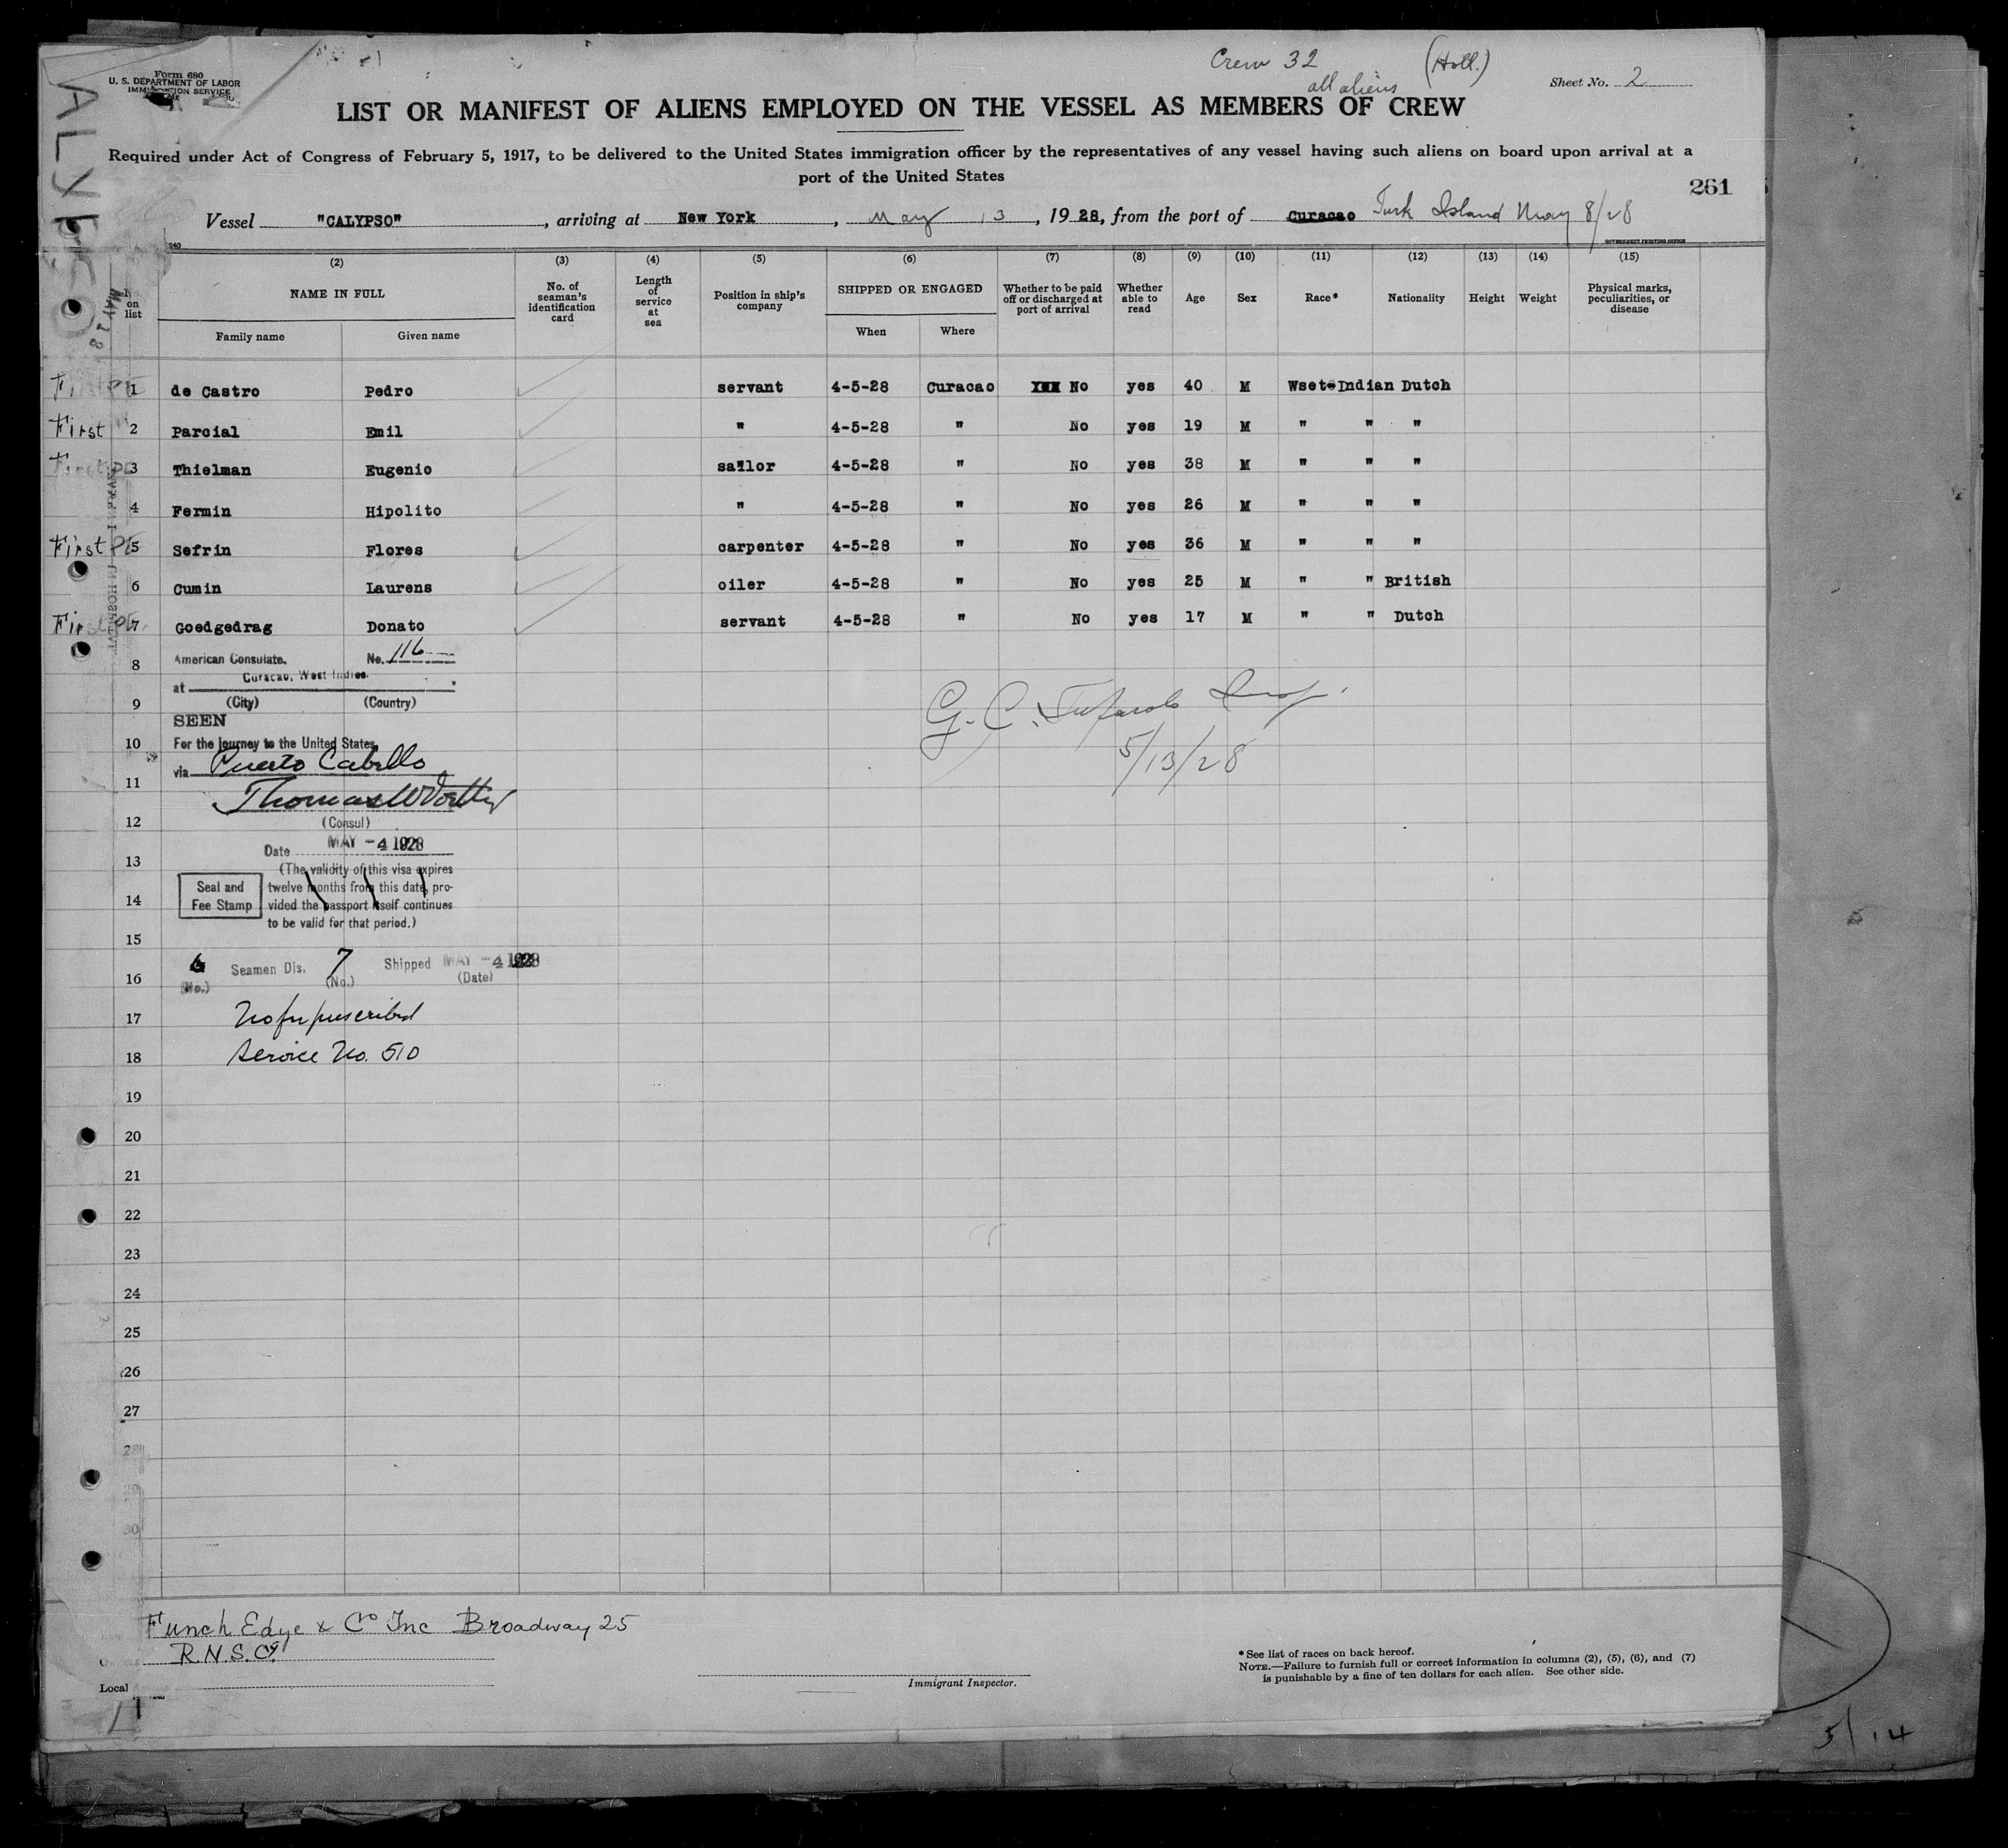 Form 680
U. S. DEPARTMENT OF LABOR
IMMIGRATION SERVICE
Crew 32
all aliens
(Holl.)
Sheet No. 2
LIST OR MANIFEST OF ALIENS EMPLOYED ON THE VESSEL AS MEMBERS OF CREW
Required under Act of Congress of February 5, 1917, to be delivered to the United States immigration officer by the representatives of any vessel having such aliens on board upon arrival at a
port of the United States
261
Vessel "CALYPSO", arriving at New York, May 13, 1928, from the port of Curacao Turk Island May 8/28
GOVERNMENT PRINTING OFFICE
(2) (3) (4) (5) (6) (7) (8) (9) (10) (11) (12) (13) (14) (15)
No. on list
NAME IN FULL
Family name Given name
No. of seaman's identification card
Length of service at sea
Position in ship's company
SHIPPED OR ENGAGED
When Where
Whether to be paid off or discharged at port of arrival
Whether able to read
Age Sex Race* Nationality Height Weight
Physical marks, peculiarities, or disease
First 1 de Castro Pedro servant 4-5-28 Curacao No yes 40 M Wset-Indian Dutch
First 2 Parcial Emil " 4-5-28 " No yes 19 M " " "
First 3 Thielman Eugenio sailor 4-5-28 " No yes 38 M " " "
4 Fermin Hipolito " 4-5-28 " No yes 26 M " " "
First 5 Sefrin Flores carpenter 4-5-28 " No yes 36 M " " "
6 Cumin Laurens oiler 4-5-28 " No yes 25 M " " British
First 7 Goedgedrag Donato servant 4-5-28 " No yes 17 M " " Dutch
8 American Consulate. No. 116
at Curacao, West Indies.
9 (City) (Country)
SEEN
10 For the journey to the United States
via Puerto Cabello
11
Thomas W
12 (Consul)
Date MAY -4 1928
13 (The validity of this visa expires
twelve months from this date, pro-
14 vided the passport itself continues
to be valid for that period.)
Seal and
Fee Stamp
G. C. Insp.
5/13/28
15
6 Seamen Dis. 7 Shipped MAY -4 1928
16 (No.) (No.) (Date)
17 No fee prescribed
18 Service No. 510
19
20
21
22
23
24
25
26
27
28
29
30
Funch Edye & Co Inc Broadway 25
R.N.S.Co.
Local
Immigrant Inspector.
*See list of races on back hereof.
NOTE.—Failure to furnish full or correct information in columns (2), (5), (6), and (7)
is punishable by a fine of ten dollars for each alien. See other side.
5/14